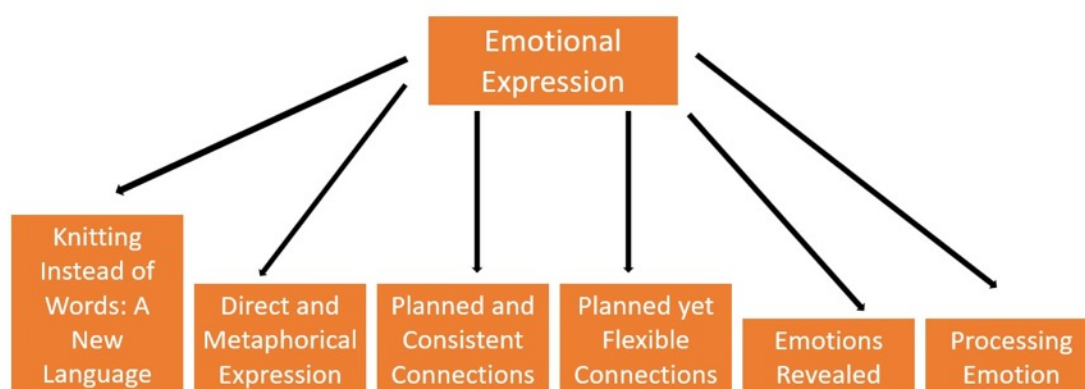 Emotional
Expression
Knitting
Instead of
Words: A
New
Language
Direct and
Metaphorical
Expression
Planned and
Consistent
Connections
Planned yet
Flexible
Connections
Emotions
Revealed
Processing
Emotion